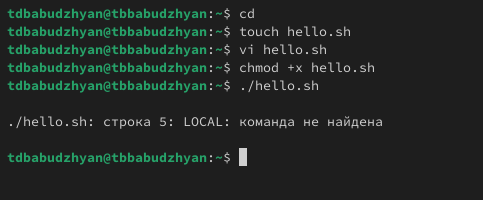 tdbabudzhyan@tbbabudzhyan:~$ cd
tdbabudzhyan@tbbabudzhyan:~$ touch hello.sh
tdbabudzhyan@tbbabudzhyan:~$ vi hello.sh
tdbabudzhyan@tbbabudzhyan:~$ chmod +x hello.sh
tdbabudzhyan@tbbabudzhyan:~$ ./hello.sh
./hello.sh: строка 5: LOCAL: команда не найдена
tdbabudzhyan@tbbabudzhyan:~$